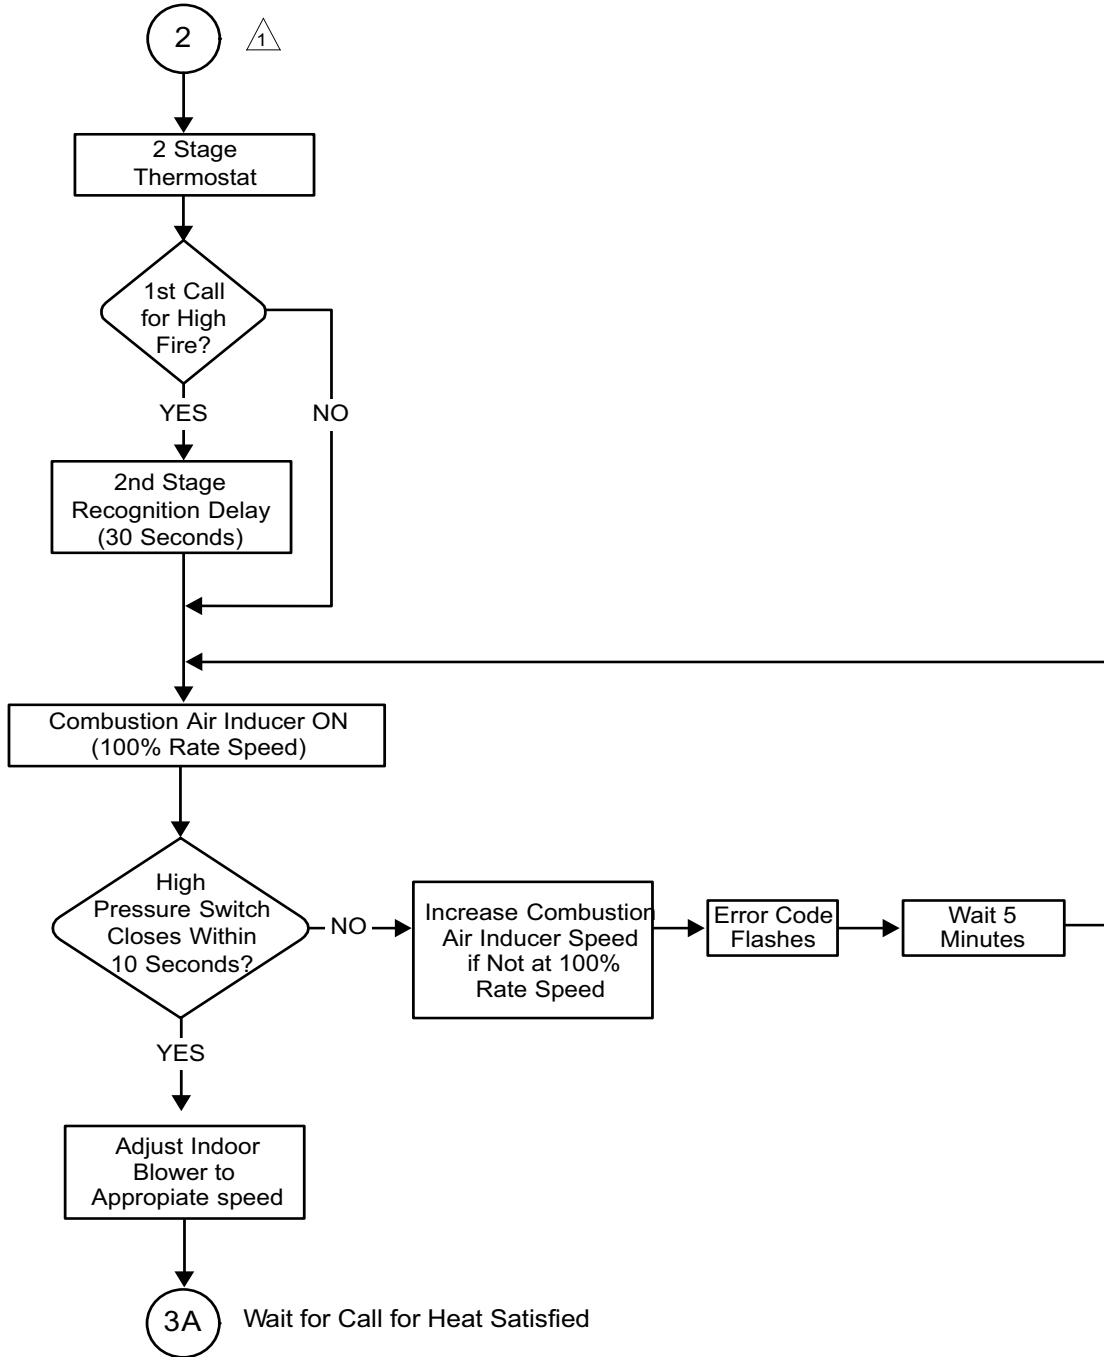 2
1
2 Stage
Thermostat
1st Call
for High
Fire?
YES
NO
2nd Stage
Recognition Delay
(30 Seconds)
Combustion Air Inducer ON
(100% Rate Speed)
High
Pressure Switch
Closes Within
10 Seconds?
NO
Increase Combustion
Air Inducer Speed
if Not at 100%
Rate Speed
Error Code
Flashes
Wait 5
Minutes
YES
Adjust Indoor
Blower to
Appropiate speed
3A
Wait for Call for Heat Satisfied